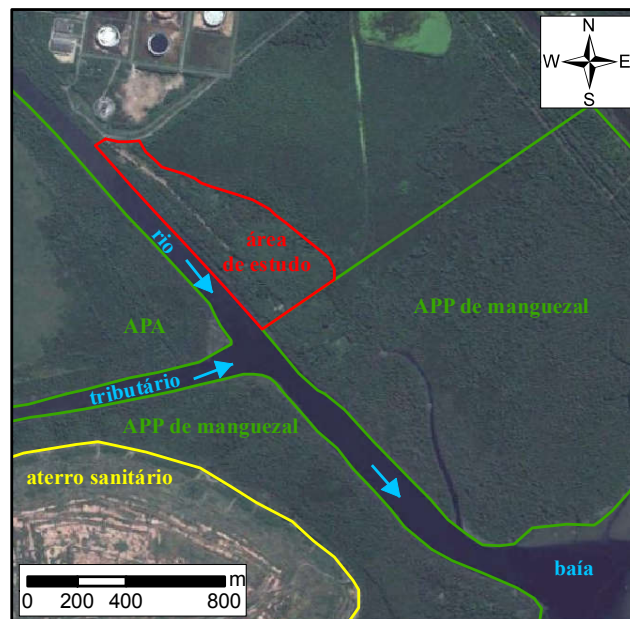 N
W E
S
rio
área
de estudo
APA
APP de manguezal
tributário
APP de manguezal
aterro sanitário
baía
m
0 200 400 800